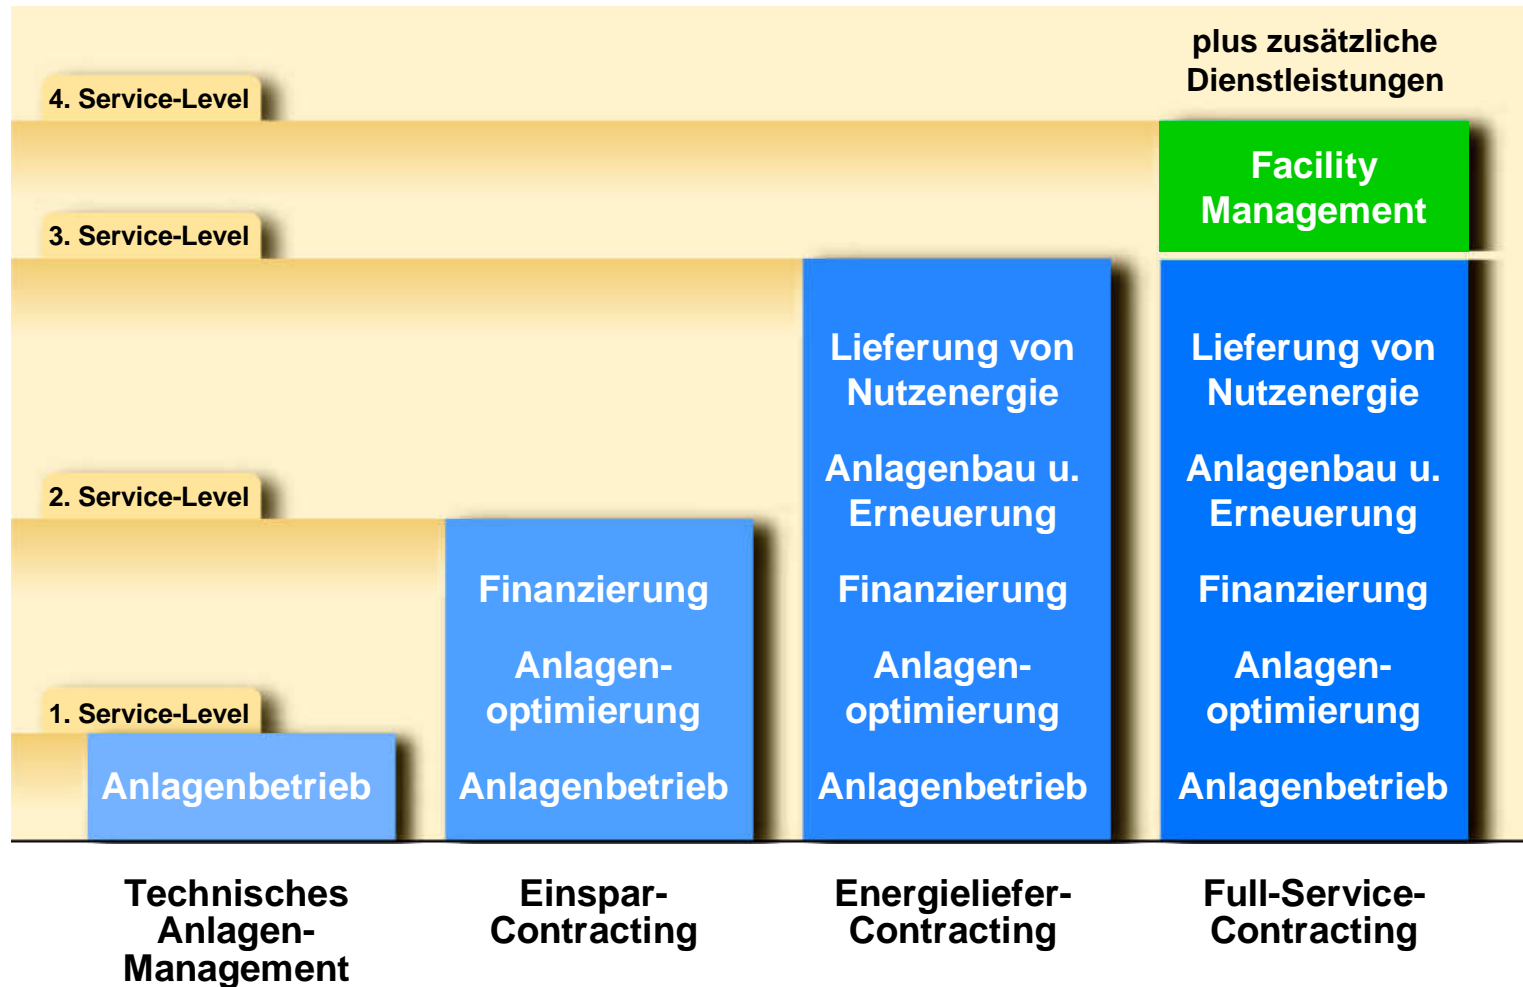 plus zusätzliche
Dienstleistungen
4. Service-Level
Facility
Management
3. Service-Level
Lieferung von
Nutzenergie
Anlagenbau u.
Erneuerung
Finanzierung
Anlagen-
optimierung
Anlagenbetrieb
Lieferung von
Nutzenergie
Anlagenbau u.
Erneuerung
Finanzierung
Anlagen-
optimierung
Anlagenbetrieb
2. Service-Level
Finanzierung
Anlagen-
optimierung
Anlagenbetrieb
1. Service-Level
Anlagenbetrieb
Technisches
Anlagen-
Management
Einspar-
Contracting
Energieliefer-
Contracting
Full-Service-
Contracting